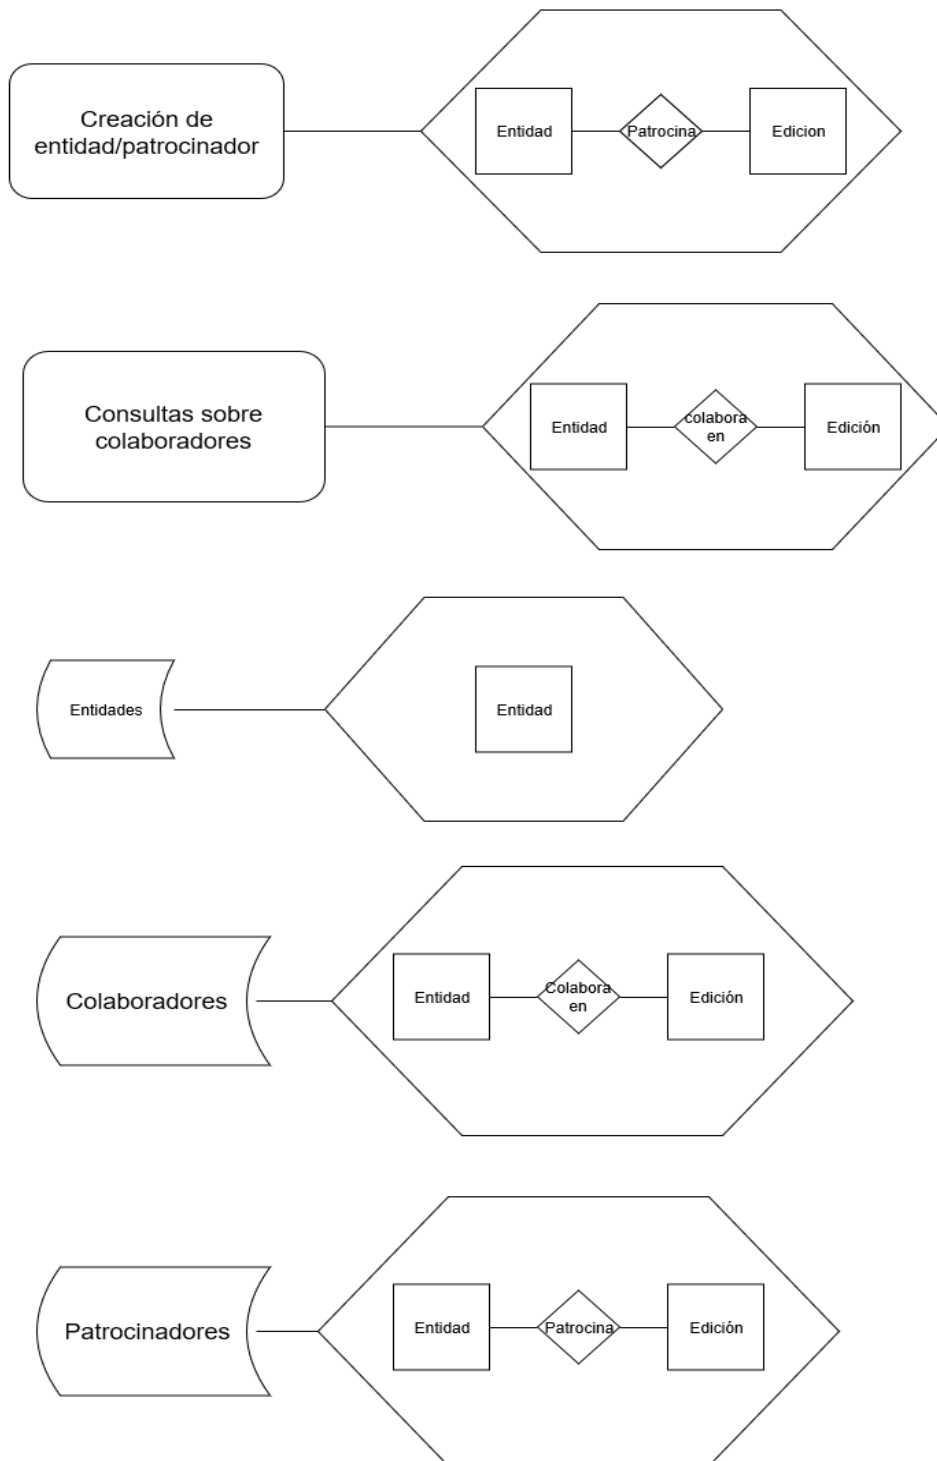 Creación de
entidad/patrocinador
Entidad
Patrocina
Edicion
Consultas sobre
colaboradores
Entidad
colabora
en
Edición
Entidades
Entidad
Colaboradores
Entidad
Colabora
en
Edición
Patrocinadores
Entidad
Patrocina
Edición